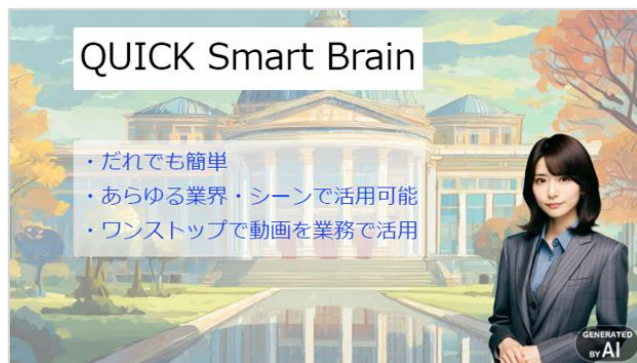 QUICK Smart Brain
・だれでも簡単
・あらゆる業界・シーンで活用可能
・ワンストップで動画を業務で活用
GENERATED
BY AI